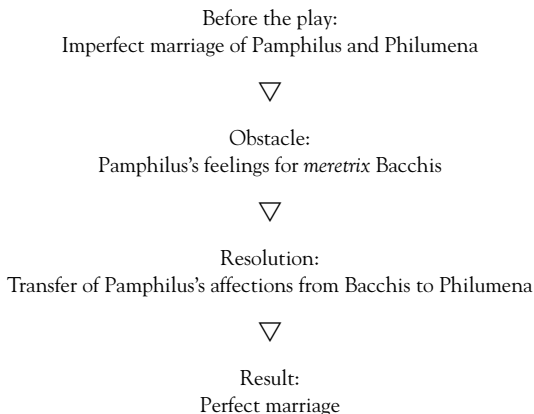 Before the play:
Imperfect marriage of Pamphilus and Philumena
Obstacle:
Pamphilus's feelings for meretrix Bacchis
Resolution:
Transfer of Pamphilus's affections from Bacchis to Philumena
Result:
Perfect marriage